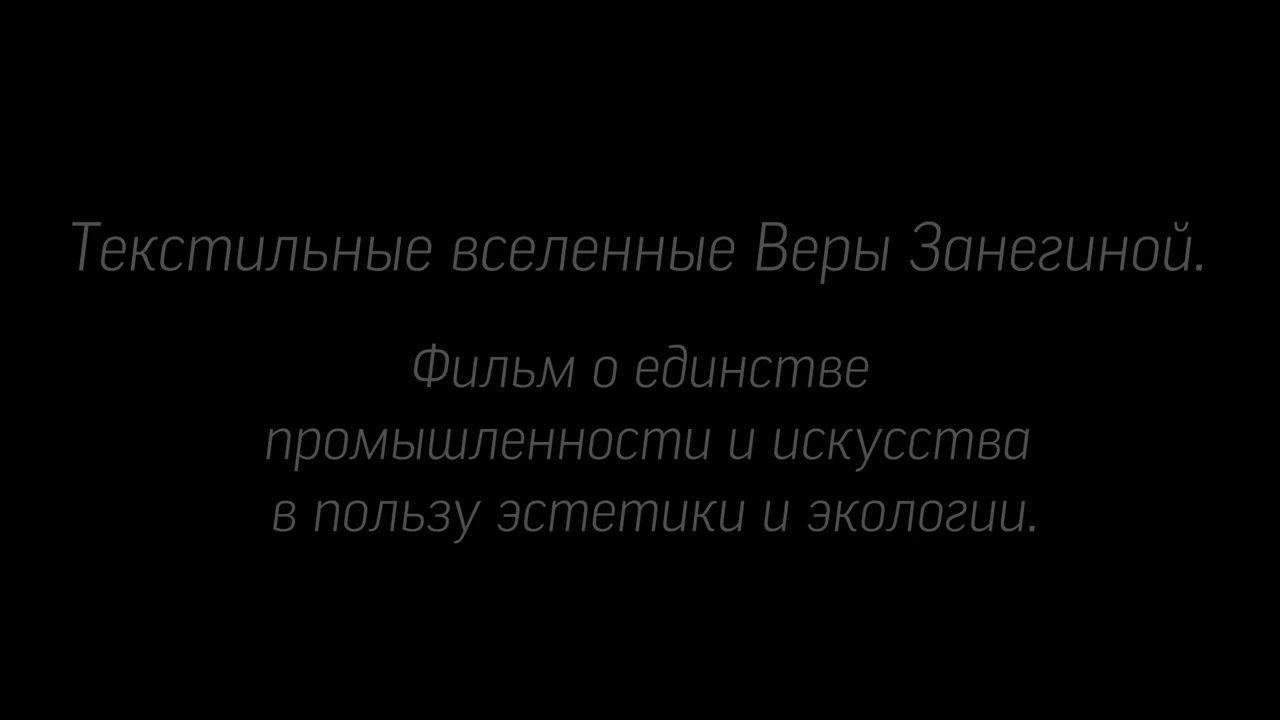 Текстильные вселенные Веры Занегиной.
Фильм о единстве
промышленности и искусства
в пользу эстетики и экологии.